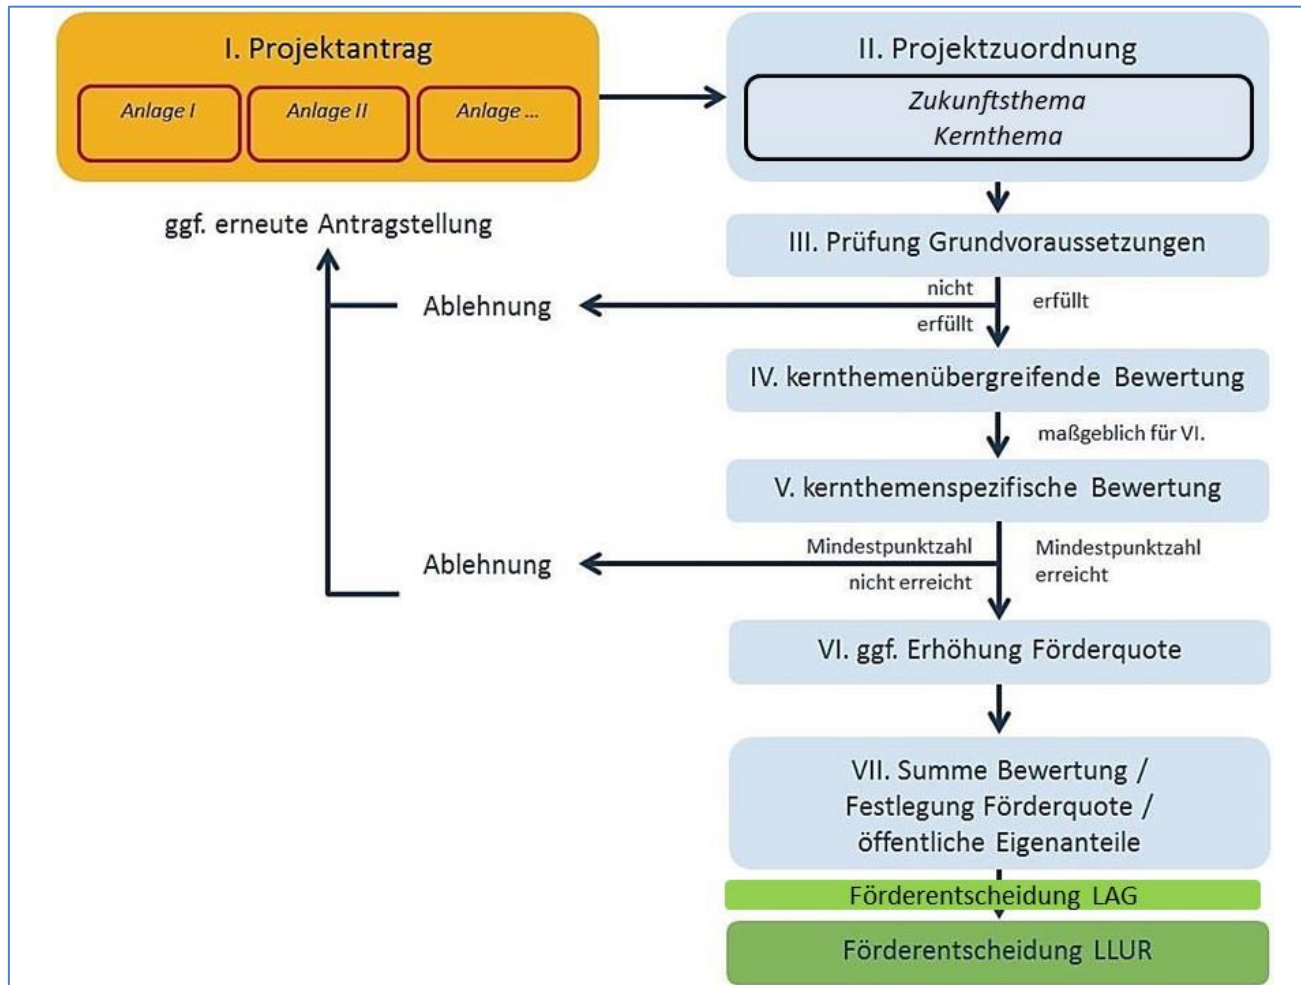 I. Projektantrag
Anlage I
Anlage II
Anlage ...
II. Projektzuordnung
Zukunftsthema
Kernthema
ggf. erneute Antragstellung
III. Prüfung Grundvoraussetzungen
nicht
erfüllt
erfüllt
Ablehnung
IV. kernthemenübergreifende Bewertung
maßgeblich für VI.
V. kernthemenspezifische Bewertung
Mindestpunktzahl
nicht erreicht
Mindestpunktzahl
erreicht
Ablehnung
VI. ggf. Erhöhung Förderquote
VII. Summe Bewertung /
Festlegung Förderquote /
öffentliche Eigenanteile
Förderentscheidung LAG
Förderentscheidung LLUR